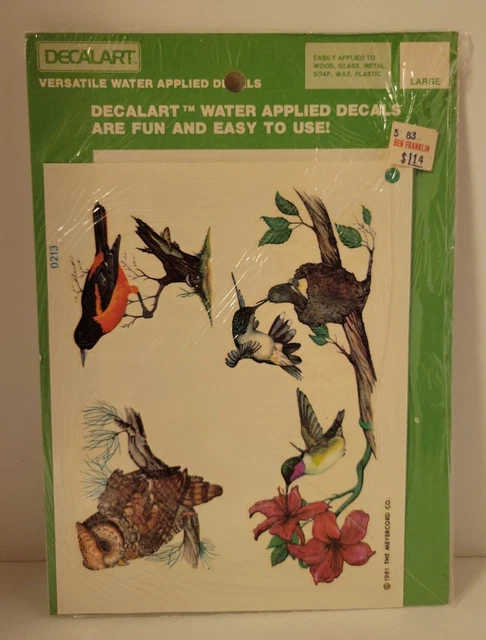 DECALART
EASILY APPLIED TO
WOOD, GLASS, METAL,
SOAP, WAX, PLASTIC
LARGE
VERSATILE WATER APPLIED DECALS
DECALART™ WATER APPLIED DECALS
ARE FUN AND EASY TO USE!
5 83
BEN FRANKLIN
$1.14
0213
© 1981 THE MEYERCORD CO.